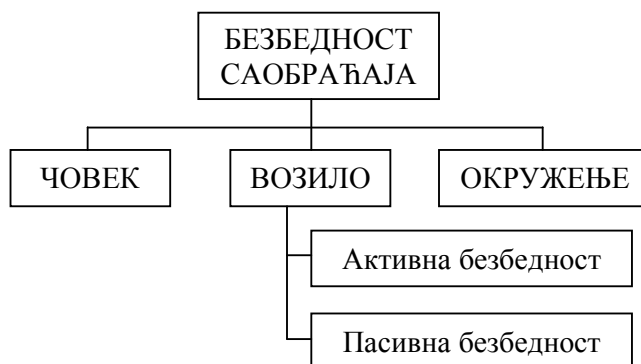 БЕЗБЕДНОСТ
САОБРАЋАЈА
ЧОВЕК
ВОЗИЛО
ОКРУЖЕЊЕ
Активна безбедност
Пасивна безбедност